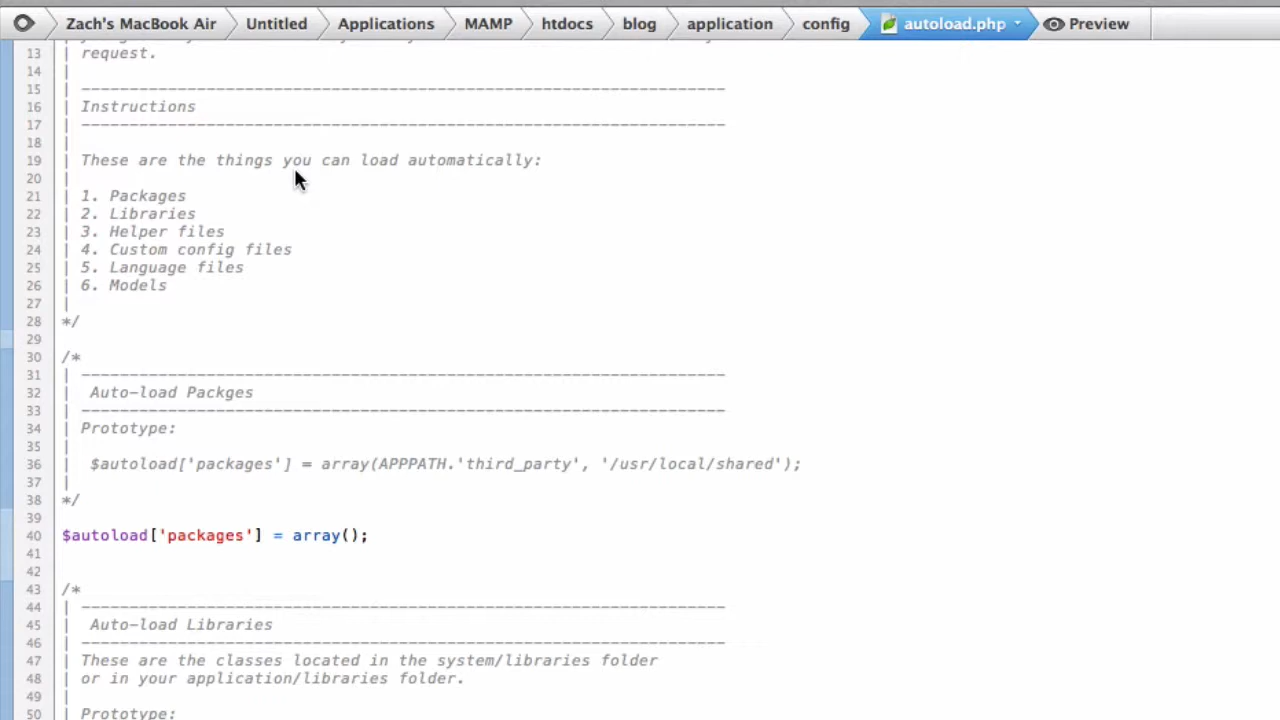 Zach's MacBook Air Untitled Applications MAMP htdocs blog application config autoload.php Preview
13 | request.
14 |
15 | -------------------------------------------------------------------
16 | Instructions
17 | -------------------------------------------------------------------
18 |
19 | These are the things you can load automatically:
20 |
21 | 1. Packages
22 | 2. Libraries
23 | 3. Helper files
24 | 4. Custom config files
25 | 5. Language files
26 | 6. Models
27 |
28 */
29
30 /*
31 | -------------------------------------------------------------------
32 |  Auto-load Packges
33 | -------------------------------------------------------------------
34 | Prototype:
35 |
36 |  $autoload['packages'] = array(APPPATH.'third_party', '/usr/local/shared');
37 |
38 */
39
40 $autoload['packages'] = array();
41
42
43 /*
44 | -------------------------------------------------------------------
45 |  Auto-load Libraries
46 | -------------------------------------------------------------------
47 | These are the classes located in the system/libraries folder
48 | or in your application/libraries folder.
49 |
50 | Prototype: